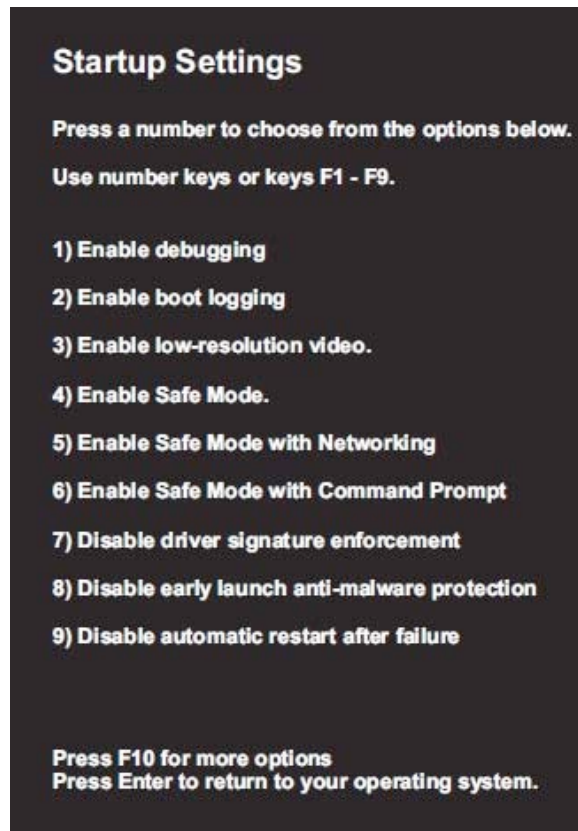 Startup Settings
Press a number to choose from the options below.
Use number keys or keys F1 - F9.
1) Enable debugging
2) Enable boot logging
3) Enable low-resolution video.
4) Enable Safe Mode.
5) Enable Safe Mode with Networking
6) Enable Safe Mode with Command Prompt
7) Disable driver signature enforcement
8) Disable early launch anti-malware protection
9) Disable automatic restart after failure
Press F10 for more options
Press Enter to return to your operating system.